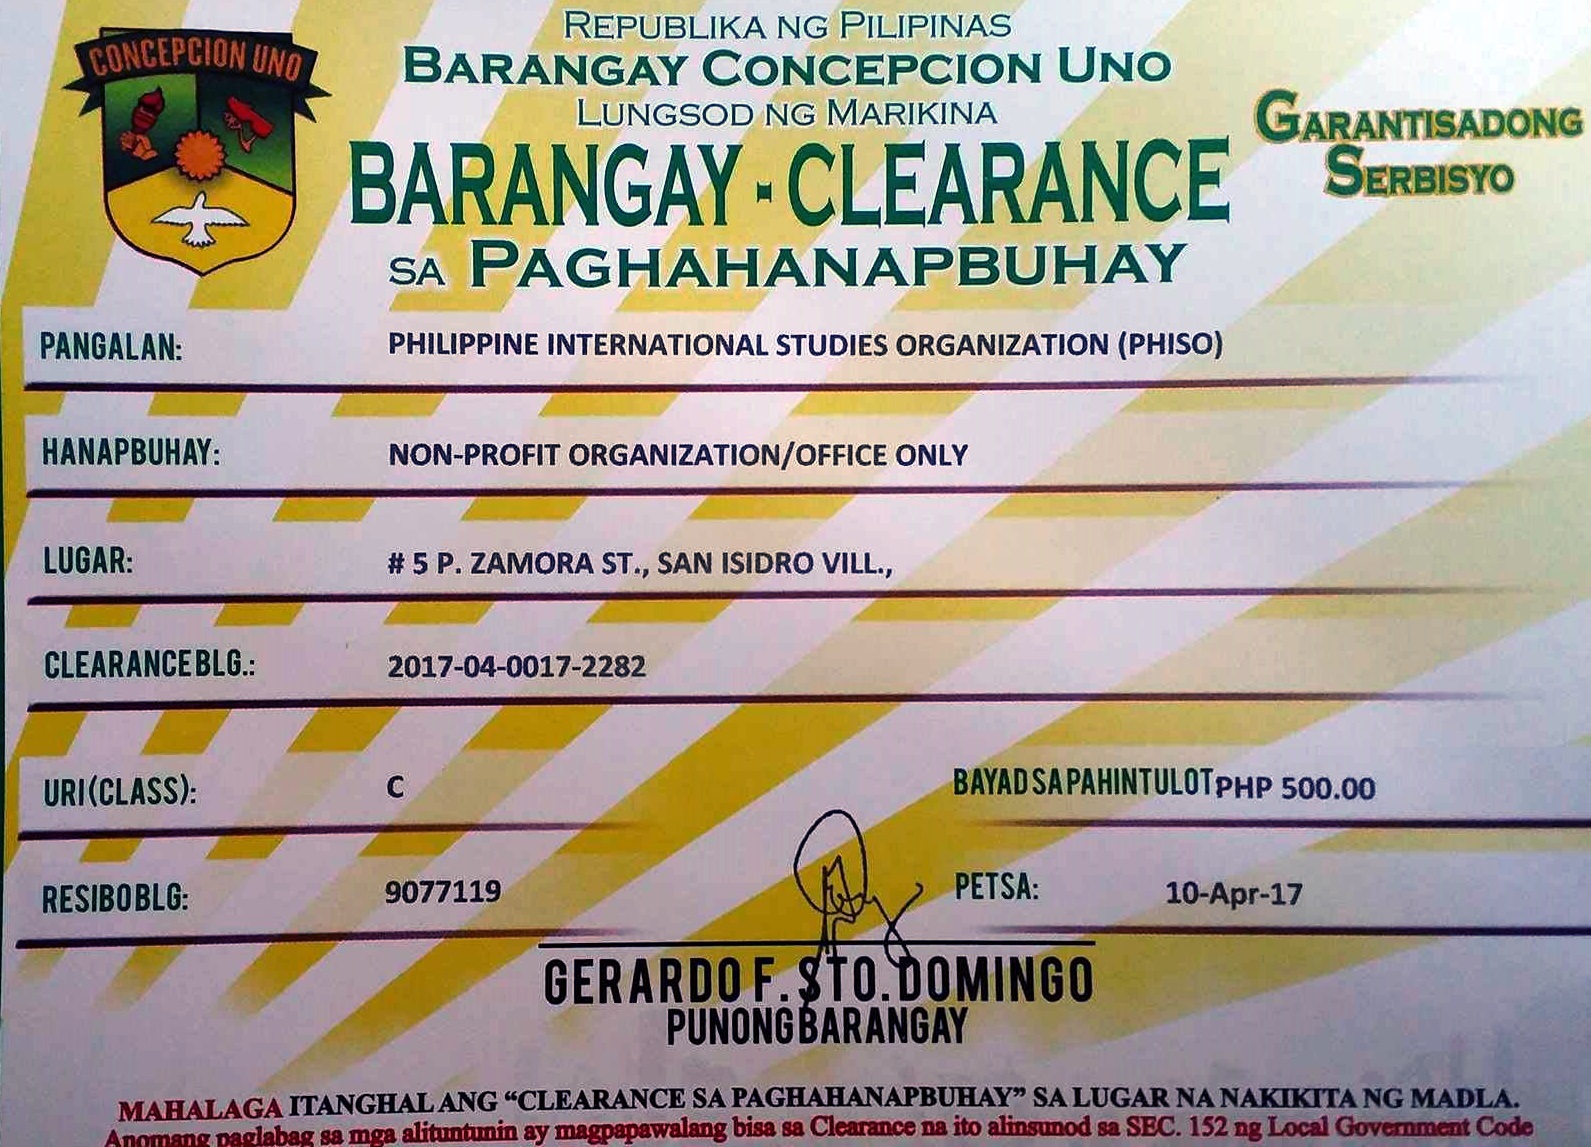 CONCEPCION UNO
REPUBLIKA NG PILIPINAS
BARANGAY CONCEPCION UNO
LUNGSOD NG MARIKINA
GARANTISADONG
SERBISYO
BARANGAY - CLEARANCE
SA PAGHAHANAPBUHAY
PANGALAN: PHILIPPINE INTERNATIONAL STUDIES ORGANIZATION (PHISO)
HANAPBUHAY: NON-PROFIT ORGANIZATION/OFFICE ONLY
LUGAR: # 5 P. ZAMORA ST., SAN ISIDRO VILL.,
CLEARANCE BLG.: 2017-04-0017-2282
URI (CLASS): C BAYAD SA PAHINTULOT PHP 500.00
RESIBO BLG: 9077119 PETSA: 10-Apr-17
GERARDO F. STO. DOMINGO
PUNONG BARANGAY
MAHALAGA ITANGHAL ANG “CLEARANCE SA PAGHAHANAPBUHAY” SA LUGAR NA NAKIKITA NG MADLA.
Anomang paglabag sa mga alituntunin ay magpapawalang bisa sa Clearance na ito alinsunod sa SEC. 152 ng Local Government Code